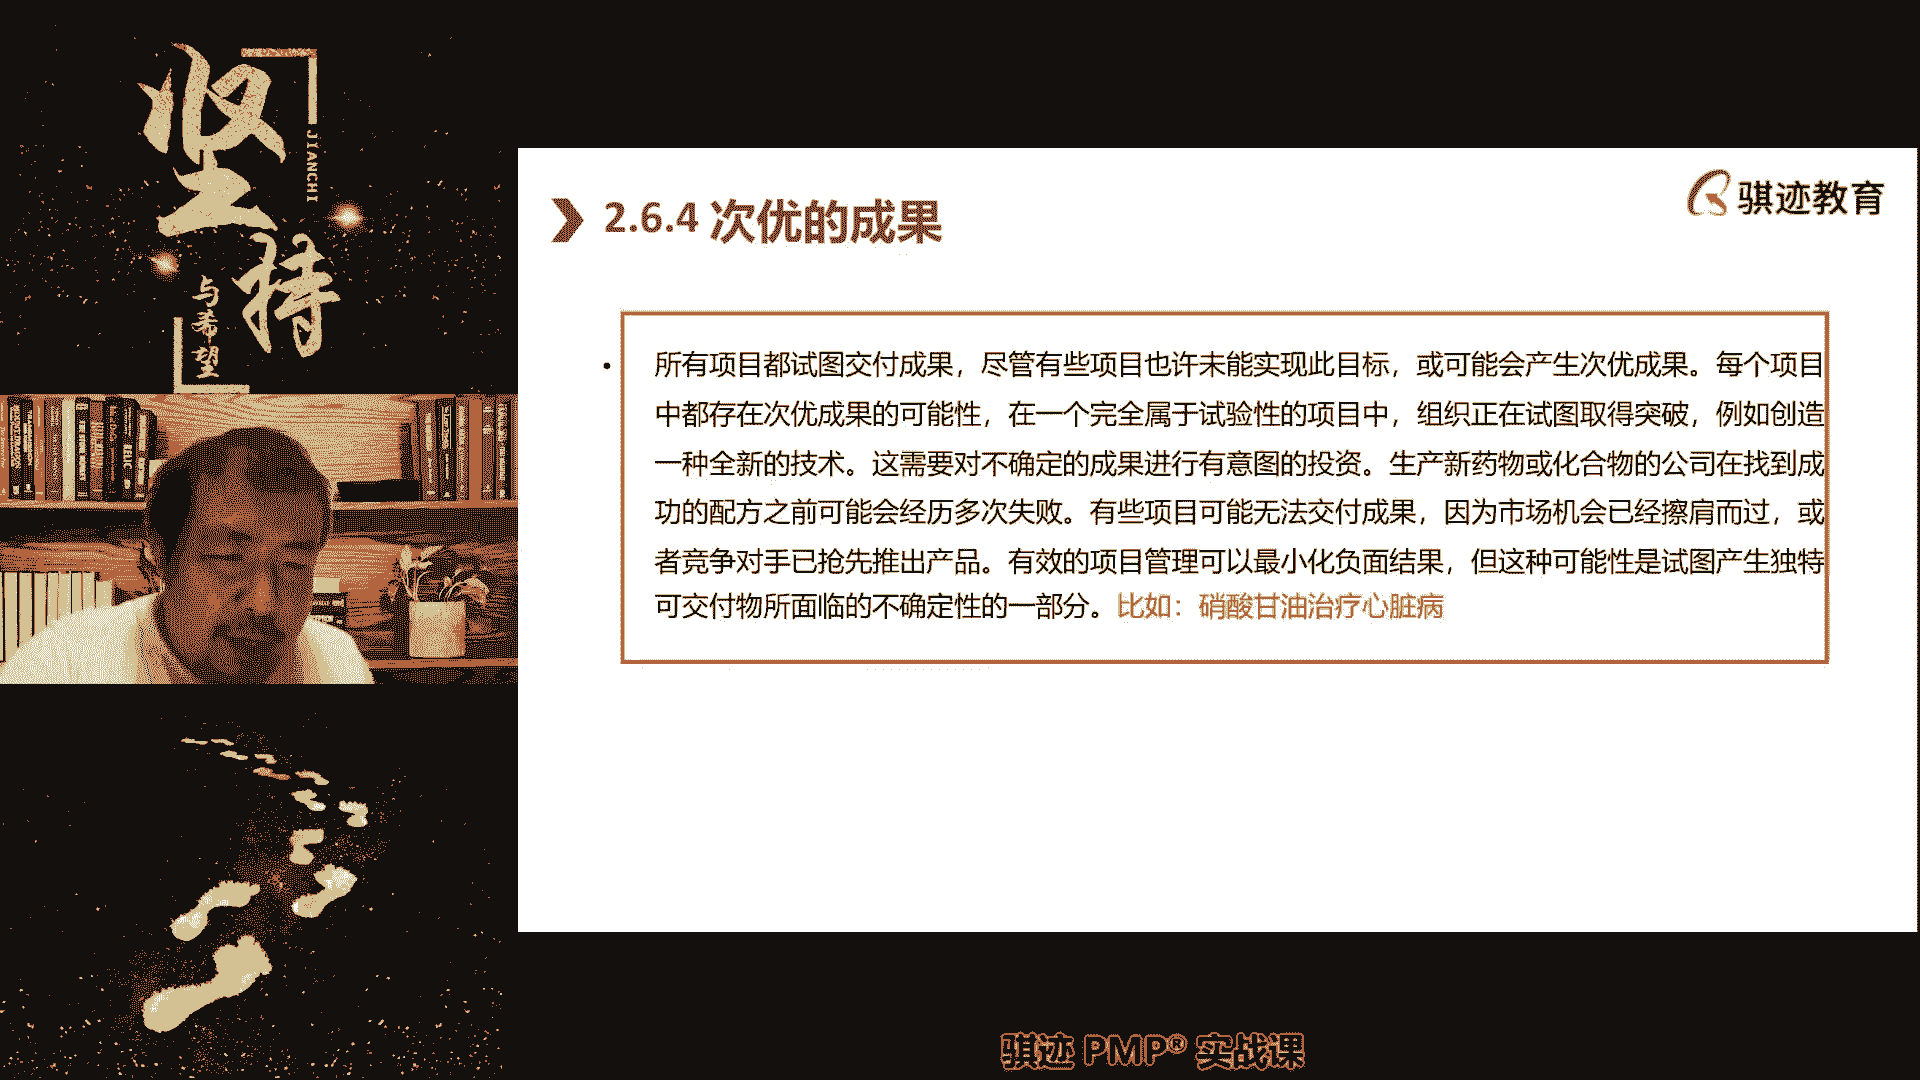 坚持
JIANCHI
与希望
骐迹教育
2.6.4 次优的成果
• 所有项目都试图交付成果，尽管有些项目也许未能实现此目标，或可能会产生次优成果。每个项目
中都存在次优成果的可能性，在一个完全属于试验性的项目中，组织正在试图取得突破，例如创造
一种全新的技术。这需要对不确定的成果进行有意图的投资。生产新药物或化合物的公司在找到成
功的配方之前可能会经历多次失败。有些项目可能无法交付成果，因为市场机会已经擦肩而过，或
者竞争对手已抢先推出产品。有效的项目管理可以最小化负面结果，但这种可能性是试图产生独特
可交付物所面临的不确定性的一部分。比如：硝酸甘油治疗心脏病
骐迹 PMP® 实战课